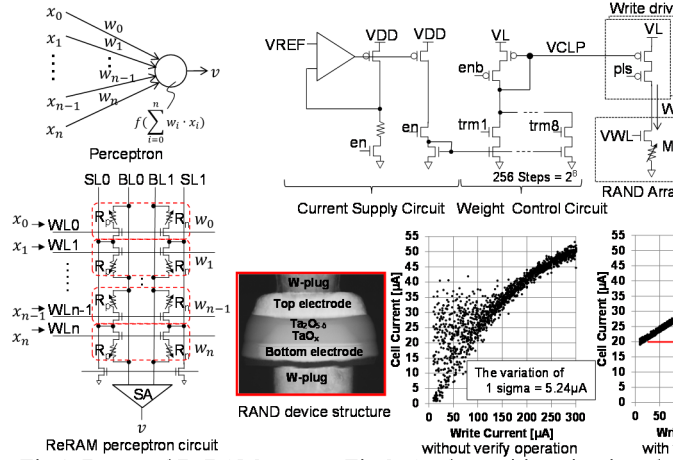 x₀
x₁
xₙ₋₁
xₙ
w₀
w₁
wₙ₋₁
wₙ
v
f(∑ⁿᵢ₌₀ wᵢ · xᵢ)
Perceptron
SL0 BL0 BL1 SL1
x₀ WL0
x₁ WL1
xₙ₋₁ WLn-1
xₙ WLn
Rₚ Rₙ w₀
w₁
wₙ₋₁
wₙ
SA
v
ReRAM perceptron circuit
VREF
VDD VDD
en
en
Current Supply Circuit
VL
enb
VCLP
trm1 trm8
256 Steps = 2⁸
Weight Control Circuit
Write driv
VL
pls
W
VWL
M
RAND Arra
W-plug
Top electrode
Ta₂O₅₋δ
TaOₓ
Bottom electrode
W-plug
RAND device structure
Cell Current [µA]
55
50
45
40
35
30
25
20
15
10
5
0
0 50 100 150 200 250 300
The variation of
1 sigma = 5.24µA
Write Current [µA]
without verify operation
Cell Current [µA]
55
50
45
40
35
30
25
20
15
10
5
0
0 50
Wri
with